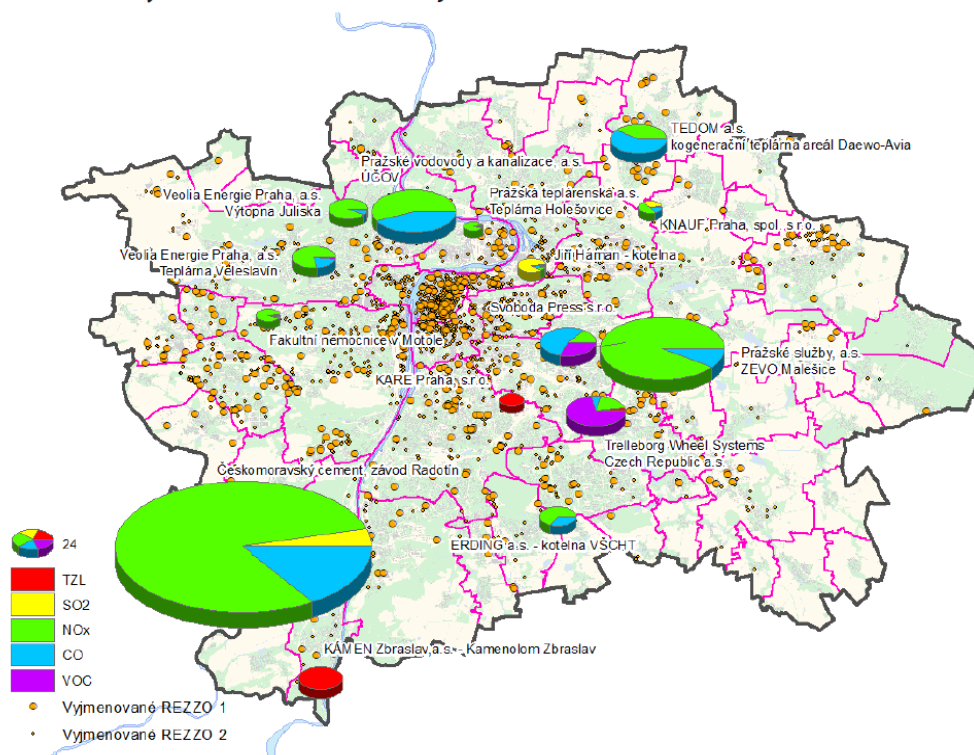 TEDOM a.s.
kogenerační teplárna areál Daewo-Avia
Pražské vodovody a kanalizace, a.s.
ÚČOV
Veolia Energie Praha, a.s.
Výtopna Juliska
Pražská teplárenská a.s.
Teplárna Holešovice
KNAUF Praha, spol. s r.o.
Veolia Energie Praha, a.s.
Teplárna Veleslavín
Jiří Haman - kotelna
Svoboda Press s.r.o.
Fakultní nemocnice v Motole
Pražské služby, a.s.
ZEVO Malešice
KARE Praha, s.r.o.
Trelleborg Wheel Systems
Czech Republic a.s.
Českomoravský cement, závod Radotín
ERDING a.s. - kotelna VŠCHT
KÁMEN Zbraslav, a.s. - Kamenolom Zbraslav
24
TZL
SO2
NOx
CO
VOC
Vyjmenované REZZO 1
Vyjmenované REZZO 2